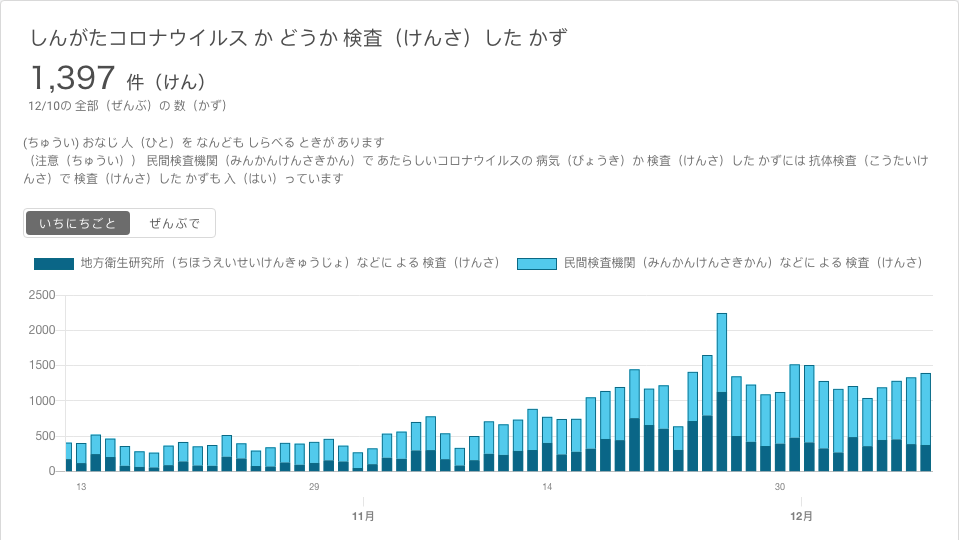 しんがたコロナウイルス か どうか 検査（けんさ）した かず
1,397 件（けん）
12/10の 全部（ぜんぶ）の 数（かず）
(ちゅうい) おなじ 人（ひと）を なんども しらべる ときが あります
（注意（ちゅうい）） 民間検査機関（みんかんけんさきかん）で あたらしいコロナウイルスの 病気（びょうき）か 検査（けんさ）した かずには 抗体検査（こうたいけ
んさ）で 検査（けんさ）した かずも 入（はい）っています
いちにちごと ぜんぶで
地方衛生研究所（ちほうえいせいけんきゅうじょ）などに よる 検査（けんさ） 民間検査機関（みんかんけんさきかん）などに よる 検査（けんさ）
2500
2000
1500
1000
500
0
13 29 14 30
11月 12月